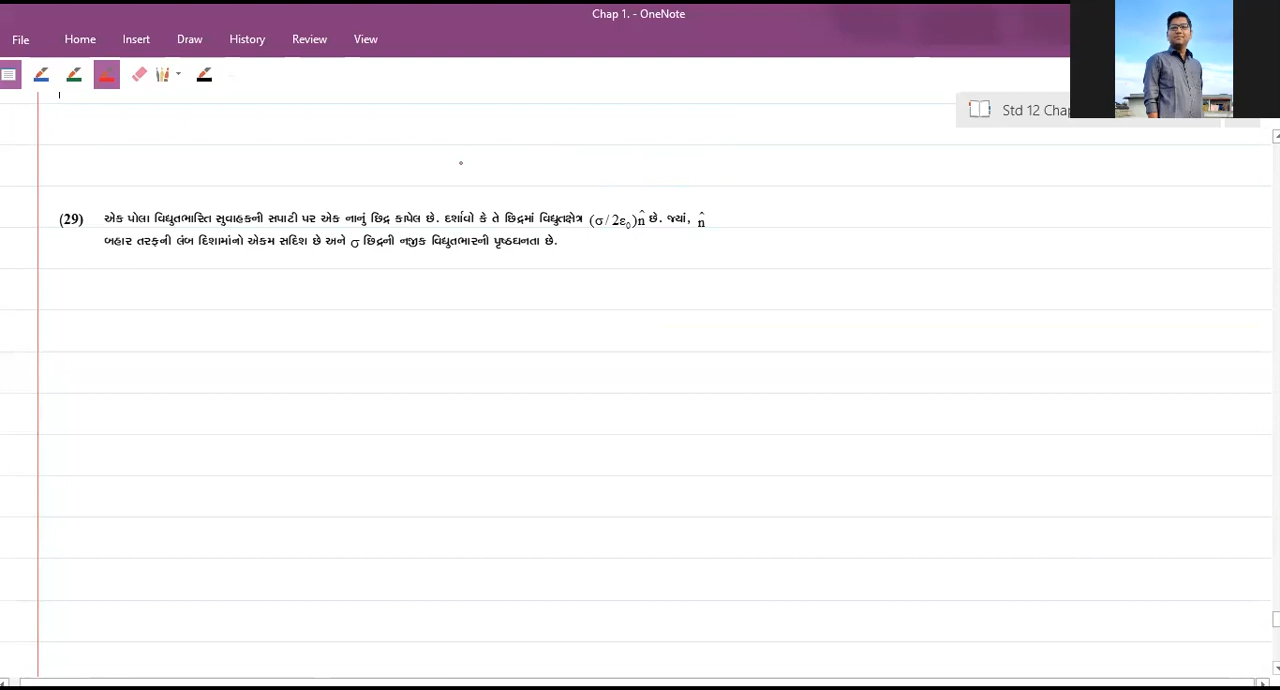 Chap 1. - OneNote
File Home Insert Draw History Review View
Std 12 Chap
(29) એક પોલા વિદ્યુતભારિત સુવાહકની સપાટી પર એક નાનું છિદ્ર કાપેલ છે. દર્શાવો કે તે છિદ્રમાં વિદ્યુતક્ષેત્ર (σ/2ε₀)n̂ છે. જ્યાં, n̂
બહાર તરફની લંબ દિશામાંનો એકમ સદિશ છે અને σ છિદ્રની નજીક વિદ્યુતભારની પૃષ્ઠઘનતા છે.